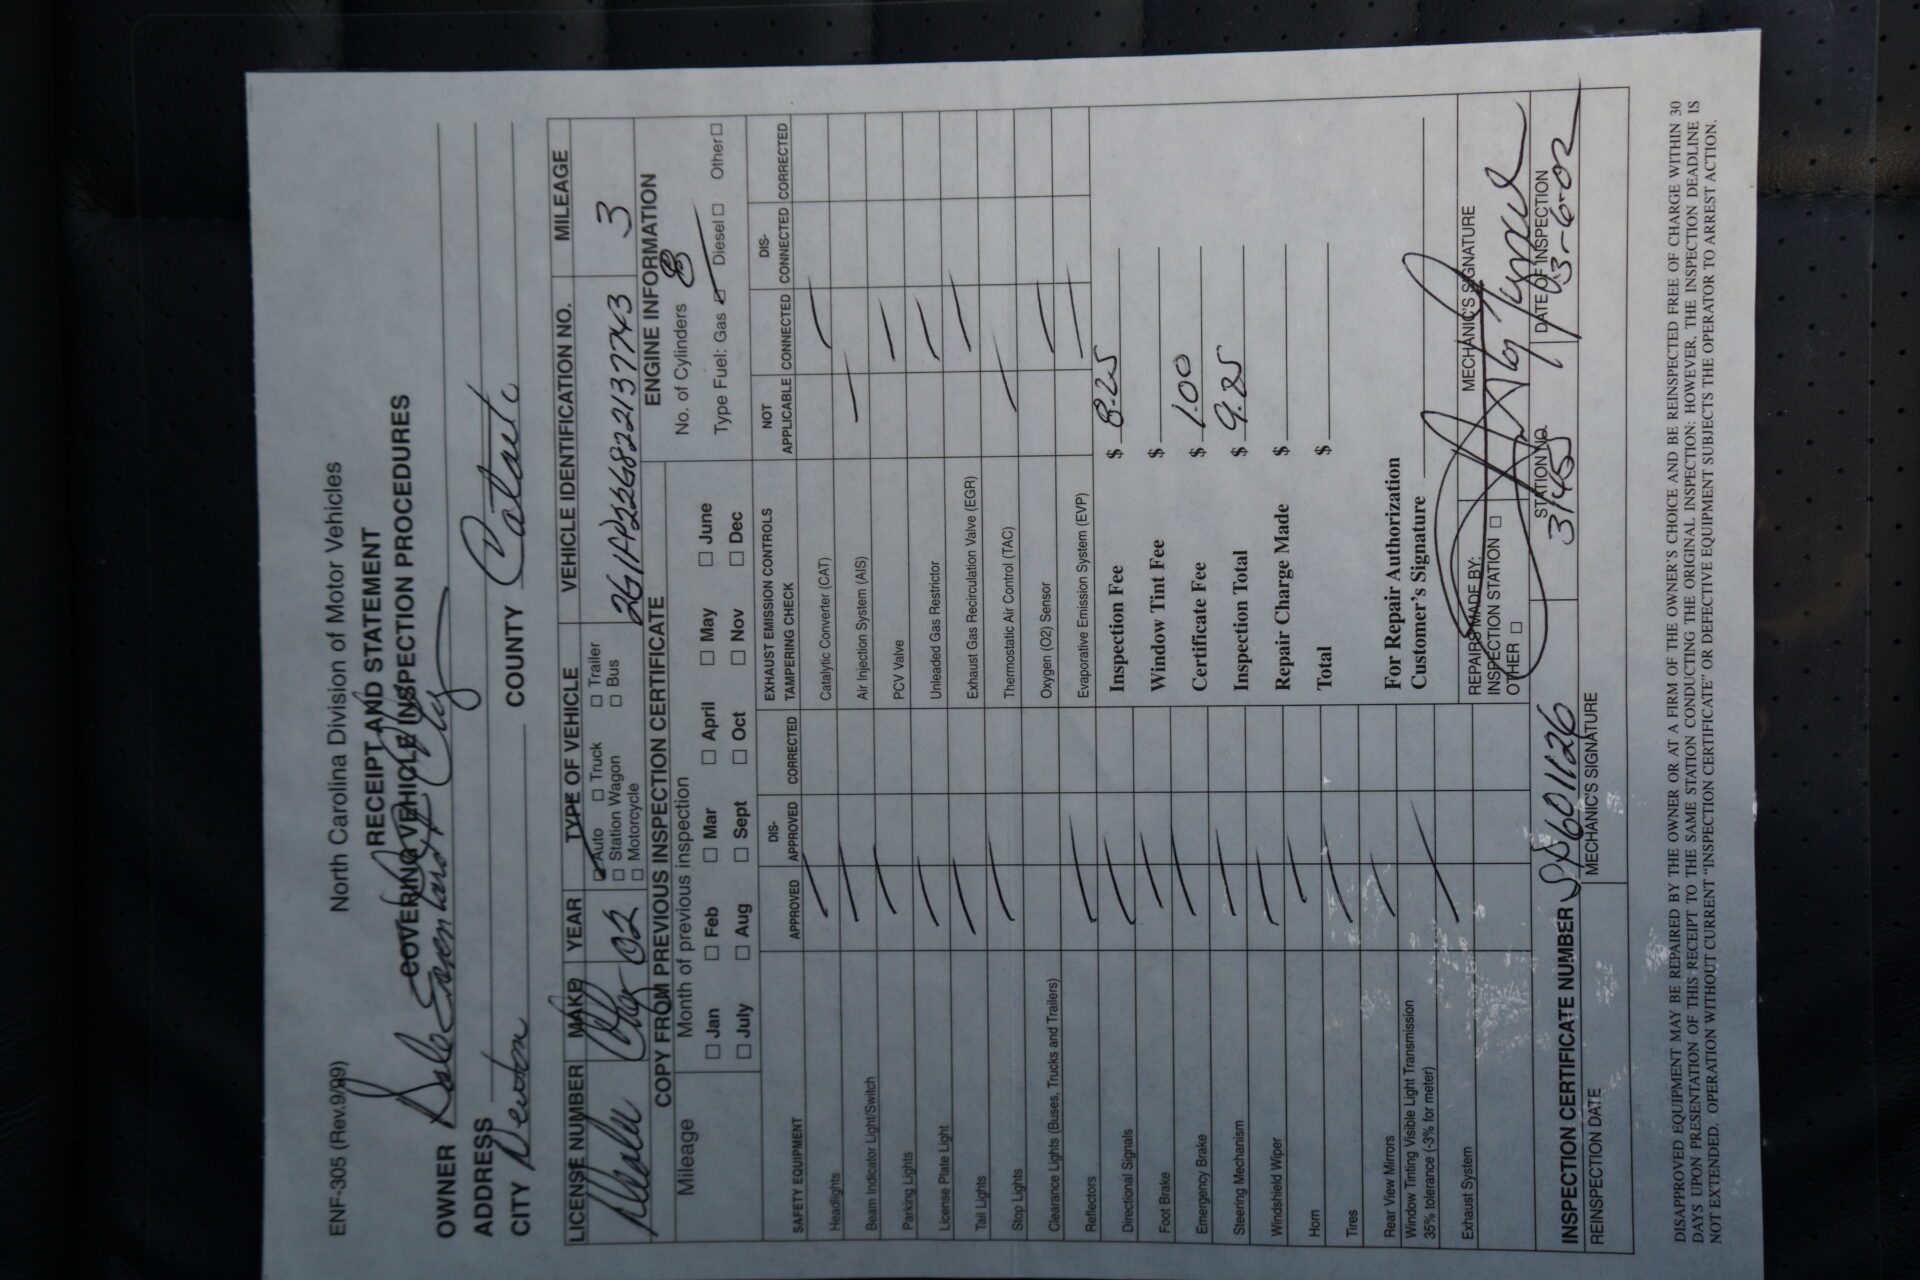 ENF-305 (Rev.9/99) North Carolina Division of Motor Vehicles
RECEIPT AND STATEMENT
COVERING VEHICLE INSPECTION PROCEDURES
OWNER Dale Earnhardt Chev
ADDRESS
CITY Newton COUNTY Catawba
LICENSE NUMBER MAKE YEAR TYPE OF VEHICLE VEHICLE IDENTIFICATION NO. MILEAGE
Dealer Chev 02 □ Auto □ Truck □ Trailer
□ Station Wagon □ Bus
□ Motorcycle
3
COPY FROM PREVIOUS INSPECTION CERTIFICATE ENGINE INFORMATION
Mileage Month of previous inspection No. of Cylinders 8
□ Jan □ Feb □ Mar □ April □ May □ June Type Fuel: Gas □ Diesel □ Other □
□ July □ Aug □ Sept □ Oct □ Nov □ Dec
SAFETY EQUIPMENT APPROVED DIS-APPROVED CORRECTED EXHAUST EMISSION CONTROLS TAMPERING CHECK NOT APPLICABLE CONNECTED DIS-CONNECTED CORRECTED
Headlights Catalytic Converter (CAT)
Beam Indicator Light/Switch Air Injection System (AIS)
Parking Lights PCV Valve
License Plate Light Unleaded Gas Restrictor
Tail Lights Exhaust Gas Recirculation Valve (EGR)
Stop Lights Thermostatic Air Control (TAC)
Clearance Lights (Buses, Trucks and Trailers) Oxygen (O2) Sensor
Reflectors Evaporative Emission System (EVP)
Directional Signals Inspection Fee $ 8.25
Foot Brake Window Tint Fee $
Emergency Brake Certificate Fee $ 1.00
Steering Mechanism Inspection Total $ 9.25
Windshield Wiper Repair Charge Made $
Horn Total $
Tires
Rear View Mirrors For Repair Authorization
Window Tinting Visible Light Transmission Customer's Signature
35% tolerance (-3% for meter)
Exhaust System REPAIRS MADE BY: MECHANIC'S SIGNATURE
INSPECTION STATION □
OTHER □
INSPECTION CERTIFICATE NUMBER STATION NO. DATE OF INSPECTION
31455 03-6-02
REINSPECTION DATE MECHANIC'S SIGNATURE
DISAPPROVED EQUIPMENT MAY BE REPAIRED BY THE OWNER OR AT A FIRM OF THE OWNER'S CHOICE AND BE REINSPECTED FREE OF CHARGE WITHIN 30
DAYS UPON PRESENTATION OF THIS RECEIPT TO THE SAME STATION CONDUCTING THE ORIGINAL INSPECTION: HOWEVER, THE INSPECTION DEADLINE IS
NOT EXTENDED. OPERATION WITHOUT CURRENT "INSPECTION CERTIFICATE" OR DEFECTIVE EQUIPMENT SUBJECTS THE OPERATOR TO ARREST ACTION.